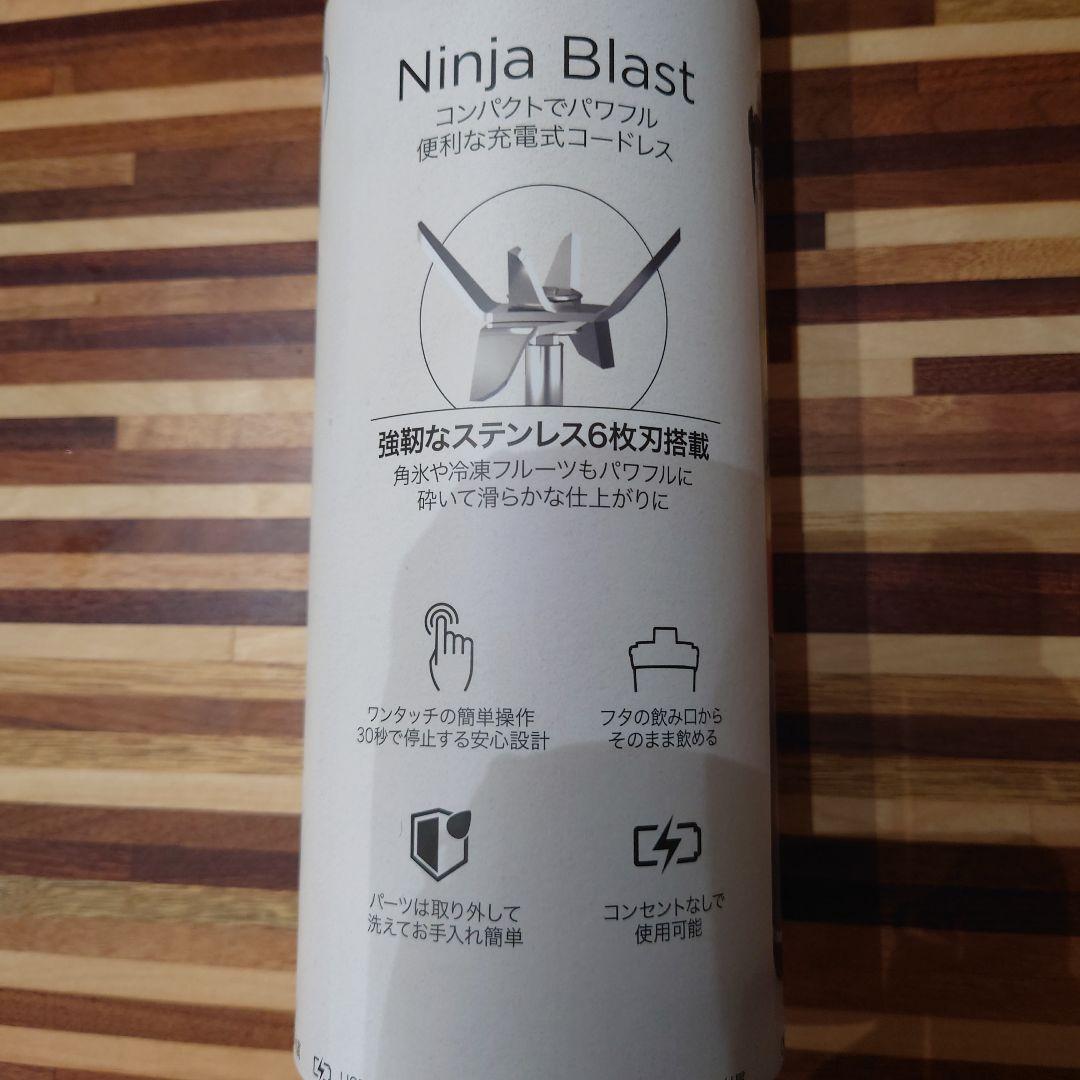 Ninja Blast
コンパクトでパワフル
便利な充電式コードレス
強靭なステンレス6枚刃搭載
角氷や冷凍フルーツもパワフルに
砕いて滑らかな仕上がりに
ワンタッチの簡単操作
30秒で停止する安心設計
フタの飲み口から
そのまま飲める
パーツは取り外して
洗えてお手入れ簡単
コンセントなしで
使用可能